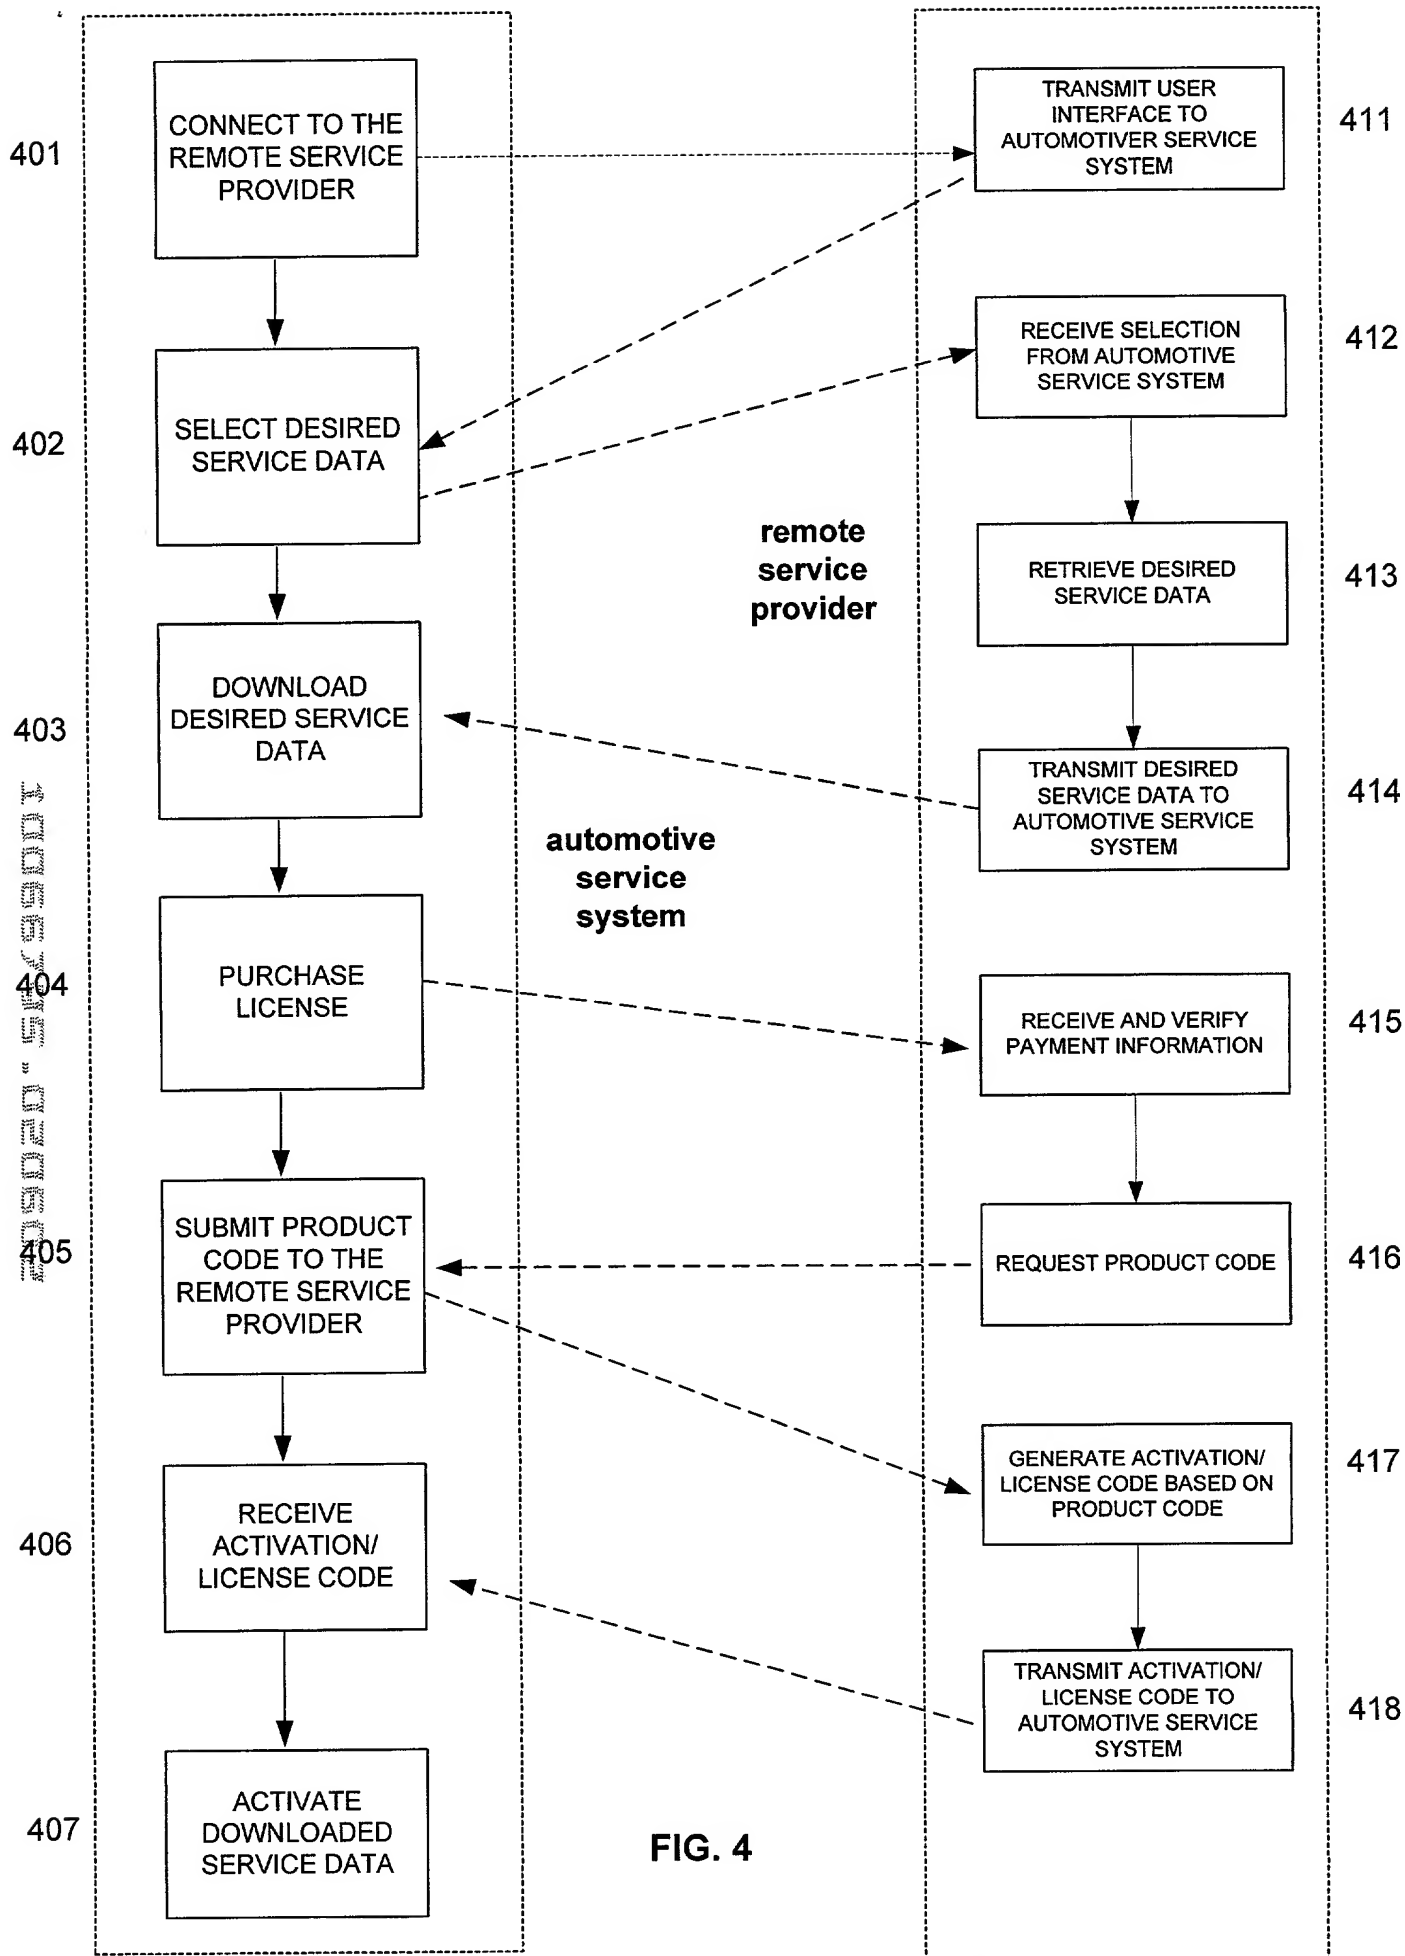 401
CONNECT TO THE
REMOTE SERVICE
PROVIDER
402
SELECT DESIRED
SERVICE DATA
403
DOWNLOAD
DESIRED SERVICE
DATA
404
PURCHASE
LICENSE
405
SUBMIT PRODUCT
CODE TO THE
REMOTE SERVICE
PROVIDER
406
RECEIVE
ACTIVATION/
LICENSE CODE
407
ACTIVATE
DOWNLOADED
SERVICE DATA
10066745.020602
automotive
service
system
remote
service
provider
TRANSMIT USER
INTERFACE TO
AUTOMOTIVER SERVICE
SYSTEM
411
RECEIVE SELECTION
FROM AUTOMOTIVE
SERVICE SYSTEM
412
RETRIEVE DESIRED
SERVICE DATA
413
TRANSMIT DESIRED
SERVICE DATA TO
AUTOMOTIVE SERVICE
SYSTEM
414
RECEIVE AND VERIFY
PAYMENT INFORMATION
415
REQUEST PRODUCT CODE
416
GENERATE ACTIVATION/
LICENSE CODE BASED ON
PRODUCT CODE
417
TRANSMIT ACTIVATION/
LICENSE CODE TO
AUTOMOTIVE SERVICE
SYSTEM
418
FIG. 4